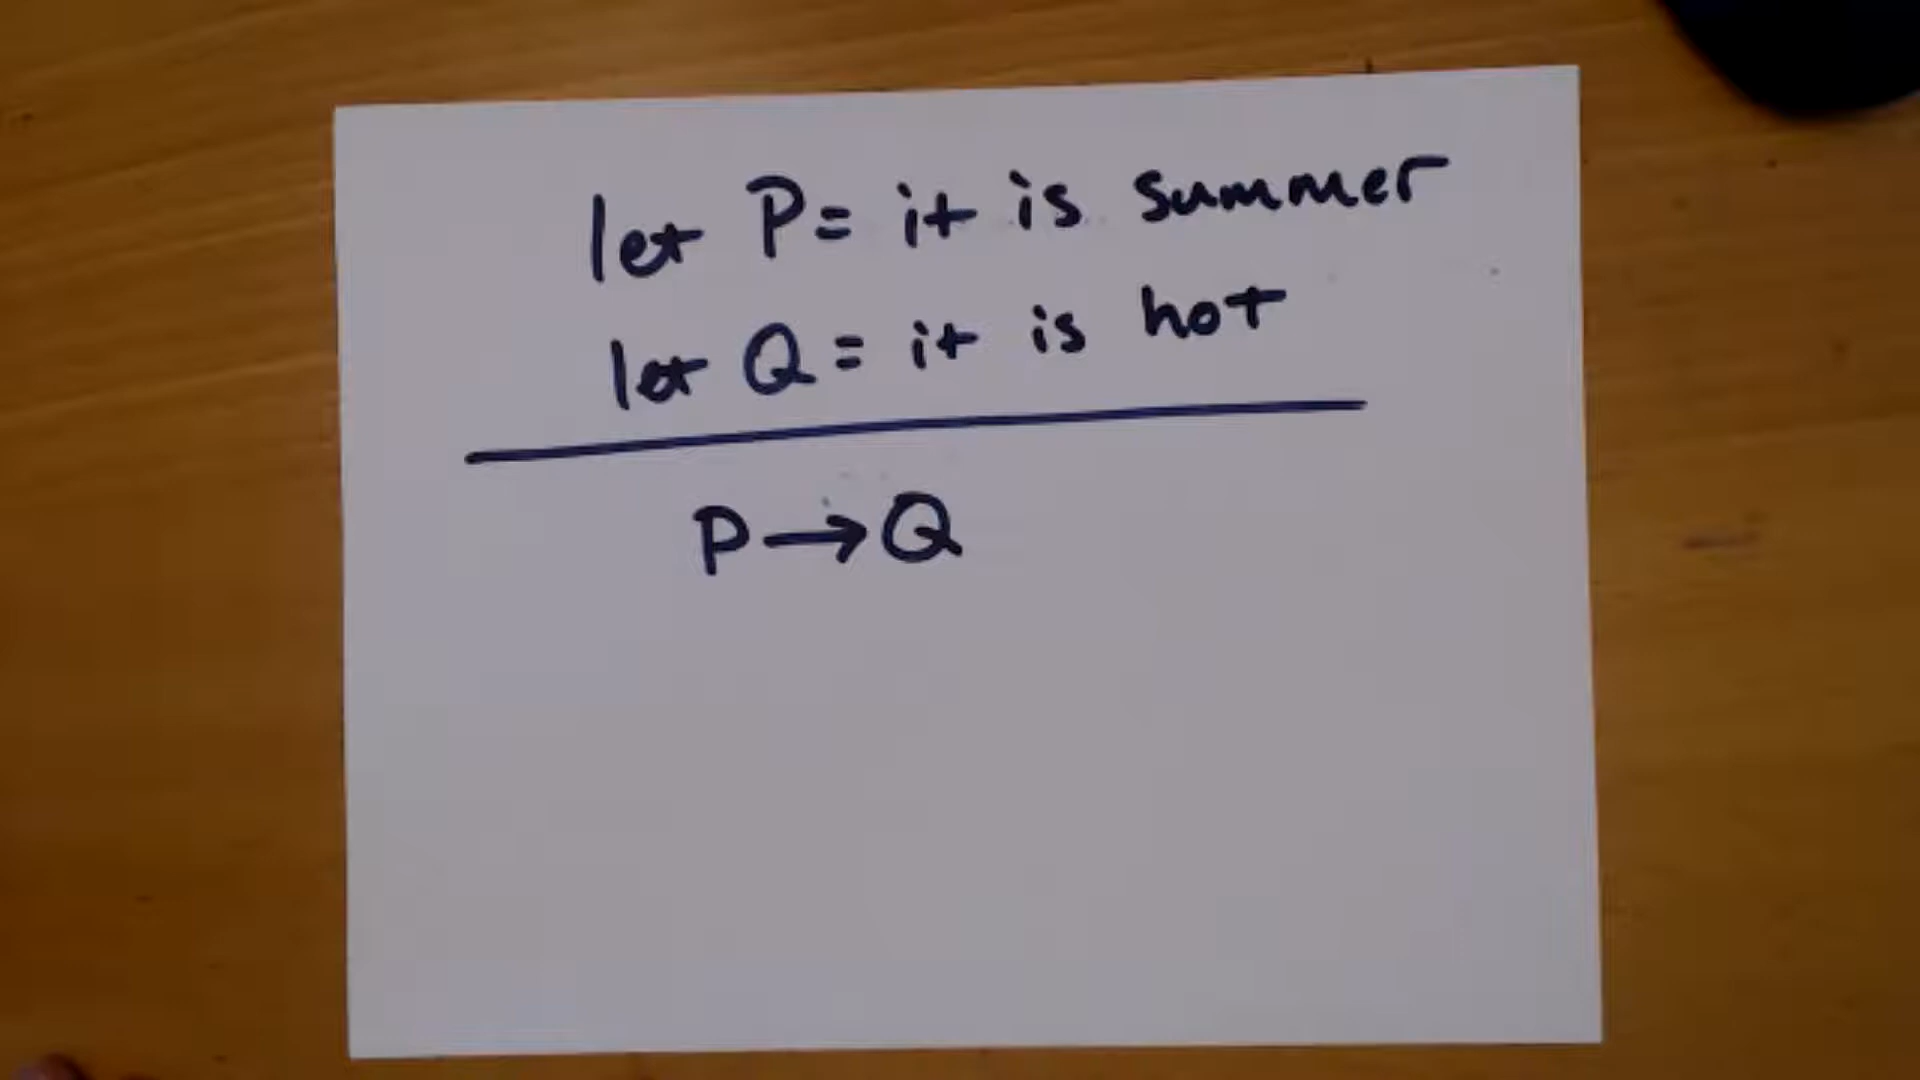 let P = it is summer
let Q = it is hot
P → Q